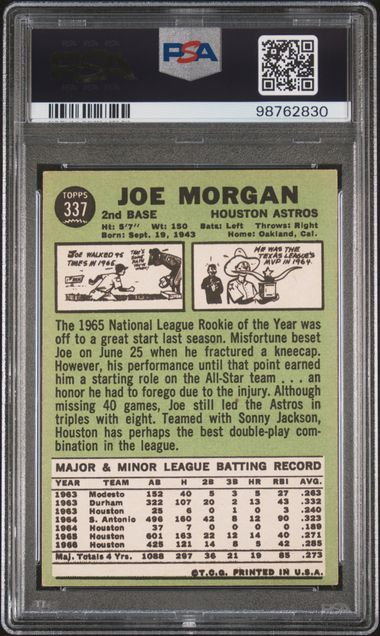 PSA
PSA
98762830
TOPPS
337
JOE MORGAN
2nd BASE HOUSTON ASTROS
Ht: 5'7" Wt: 150 Bats: Left Throws: Right
Born: Sept. 19, 1943 Home: Oakland, Cal.
JOE WALKED 95
TIMES IN 1965.
HE WAS THE
TEXAS LEAGUE'S
MVP IN 1964.
The 1965 National League Rookie of the Year was
off to a great start last season. Misfortune beset
Joe on June 25 when he fractured a kneecap.
However, his performance until that point earned
him a starting role on the All-Star team . . . an
honor he had to forego due to the injury. Although
missing 40 games, Joe still led the Astros in
triples with eight. Teamed with Sonny Jackson,
Houston has perhaps the best double-play com-
bination in the league.
MAJOR & MINOR LEAGUE BATTING RECORD
YEAR TEAM AB H 2B 3B HR RBI AVG.
1963 Modesto 152 40 5 3 5 27 .263
1963 Durham 322 107 20 2 13 43 .332
1963 Houston 25 6 0 1 0 3 .240
1964 S. Antonio 496 160 42 8 12 90 .323
1964 Houston 37 7 0 0 0 0 .189
1965 Houston 601 163 22 12 14 40 .271
1966 Houston 425 121 14 8 5 42 .285
Maj. Totals 4 Yrs. 1088 297 36 21 19 85 .273
©T.C.G. PRINTED IN U.S.A.